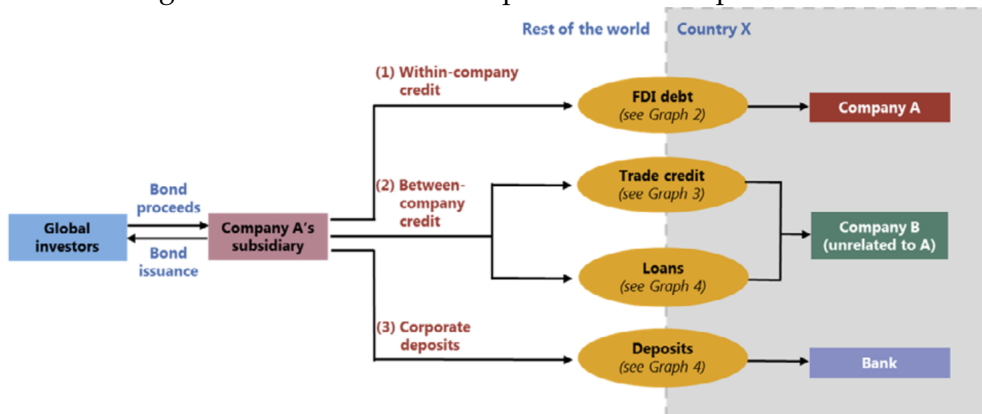 Rest of the world
Country X
(1) Within-company
credit
FDI debt
(see Graph 2)
Company A
(2) Between-
company
credit
Trade credit
(see Graph 3)
Bond
proceeds
Global
investors
Company A's
subsidiary
Bond
issuance
Company B
(unrelated to A)
Loans
(see Graph 4)
(3) Corporate
deposits
Deposits
(see Graph 4)
Bank